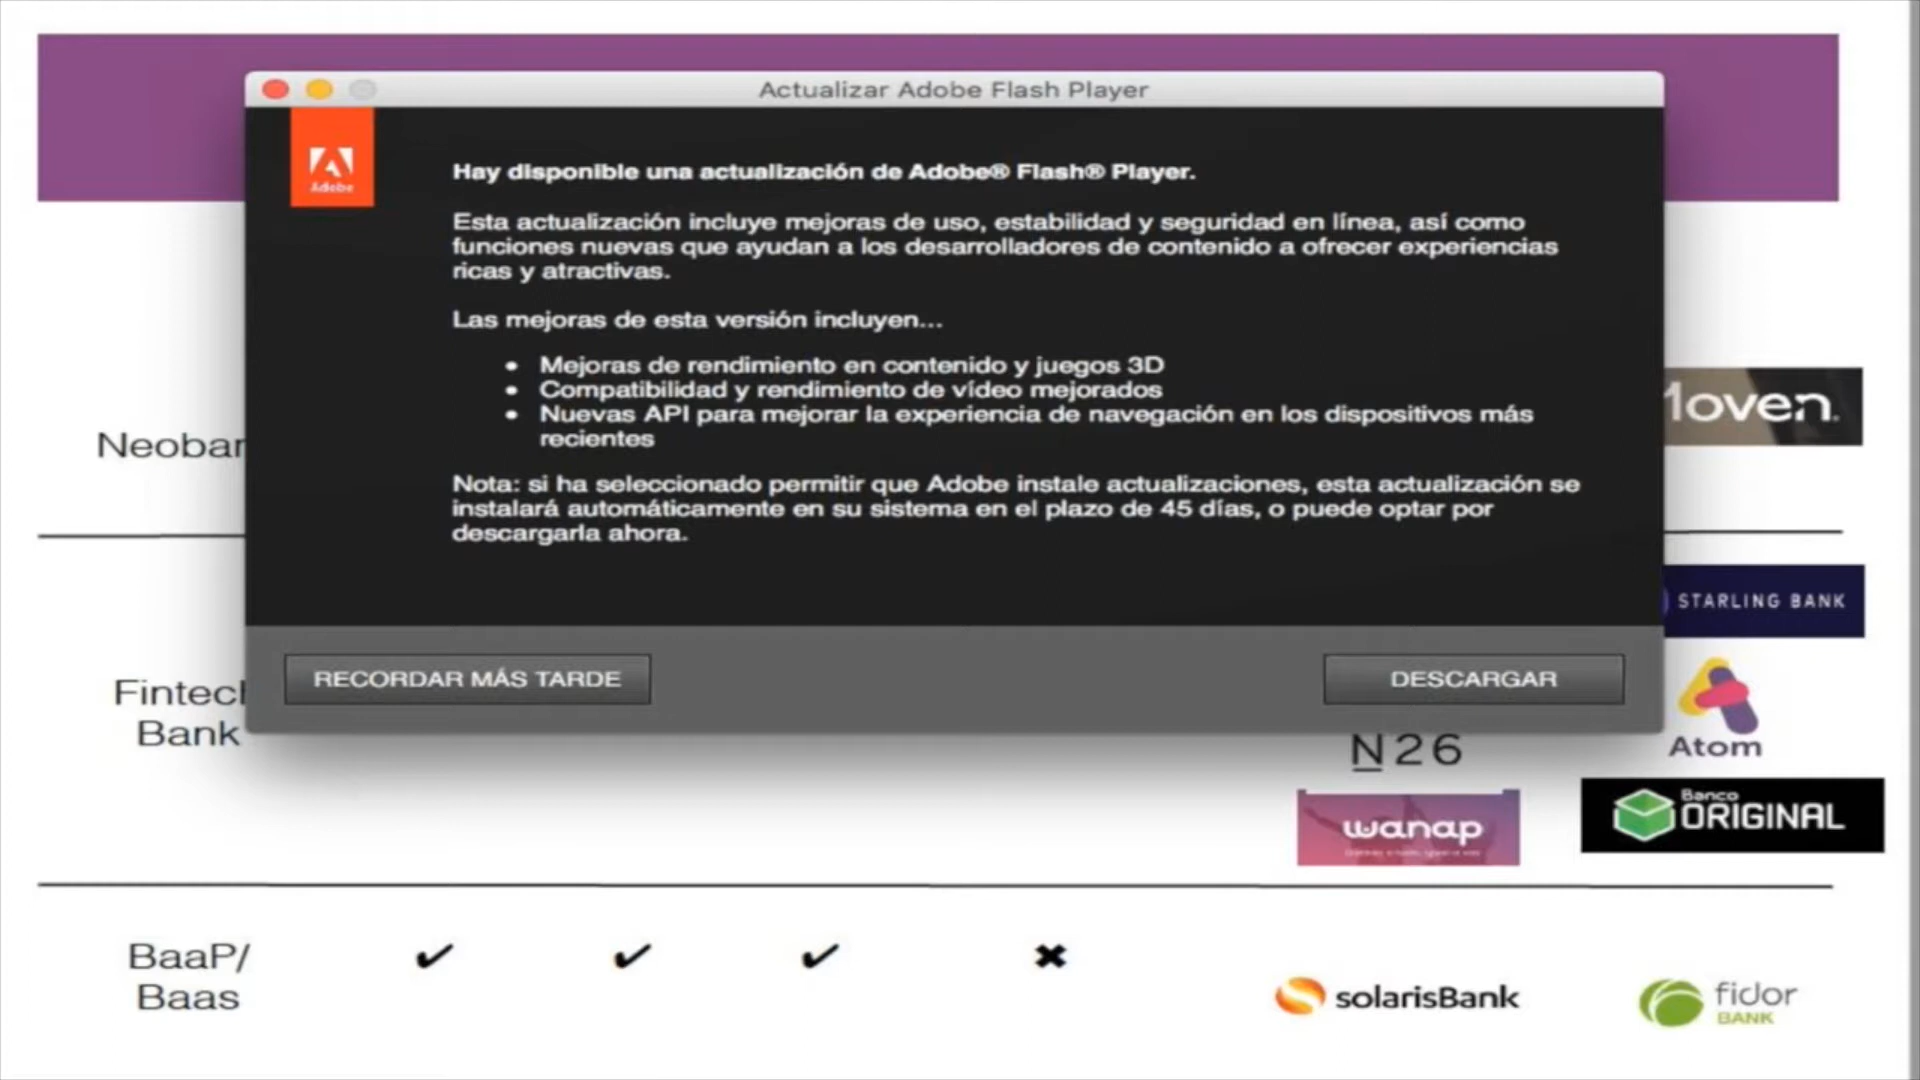 Actualizar Adobe Flash Player
Adobe
Hay disponible una actualización de Adobe® Flash® Player.
Esta actualización incluye mejoras de uso, estabilidad y seguridad en línea, así como
funciones nuevas que ayudan a los desarrolladores de contenido a ofrecer experiencias
ricas y atractivas.
Las mejoras de esta versión incluyen...
• Mejoras de rendimiento en contenido y juegos 3D
• Compatibilidad y rendimiento de vídeo mejorados
• Nuevas API para mejorar la experiencia de navegación en los dispositivos más
recientes
Nota: si ha seleccionado permitir que Adobe instale actualizaciones, esta actualización se
instalará automáticamente en su sistema en el plazo de 45 días, o puede optar por
descargarla ahora.
RECORDAR MÁS TARDE
DESCARGAR
Neoban
Moven.
STARLING BANK
Fintech
Bank
N26
Atom
wanap
Banco
ORIGINAL
BaaP/
Baas
✔ ✔ ✔ ✖
solarisBank
fidor
BANK